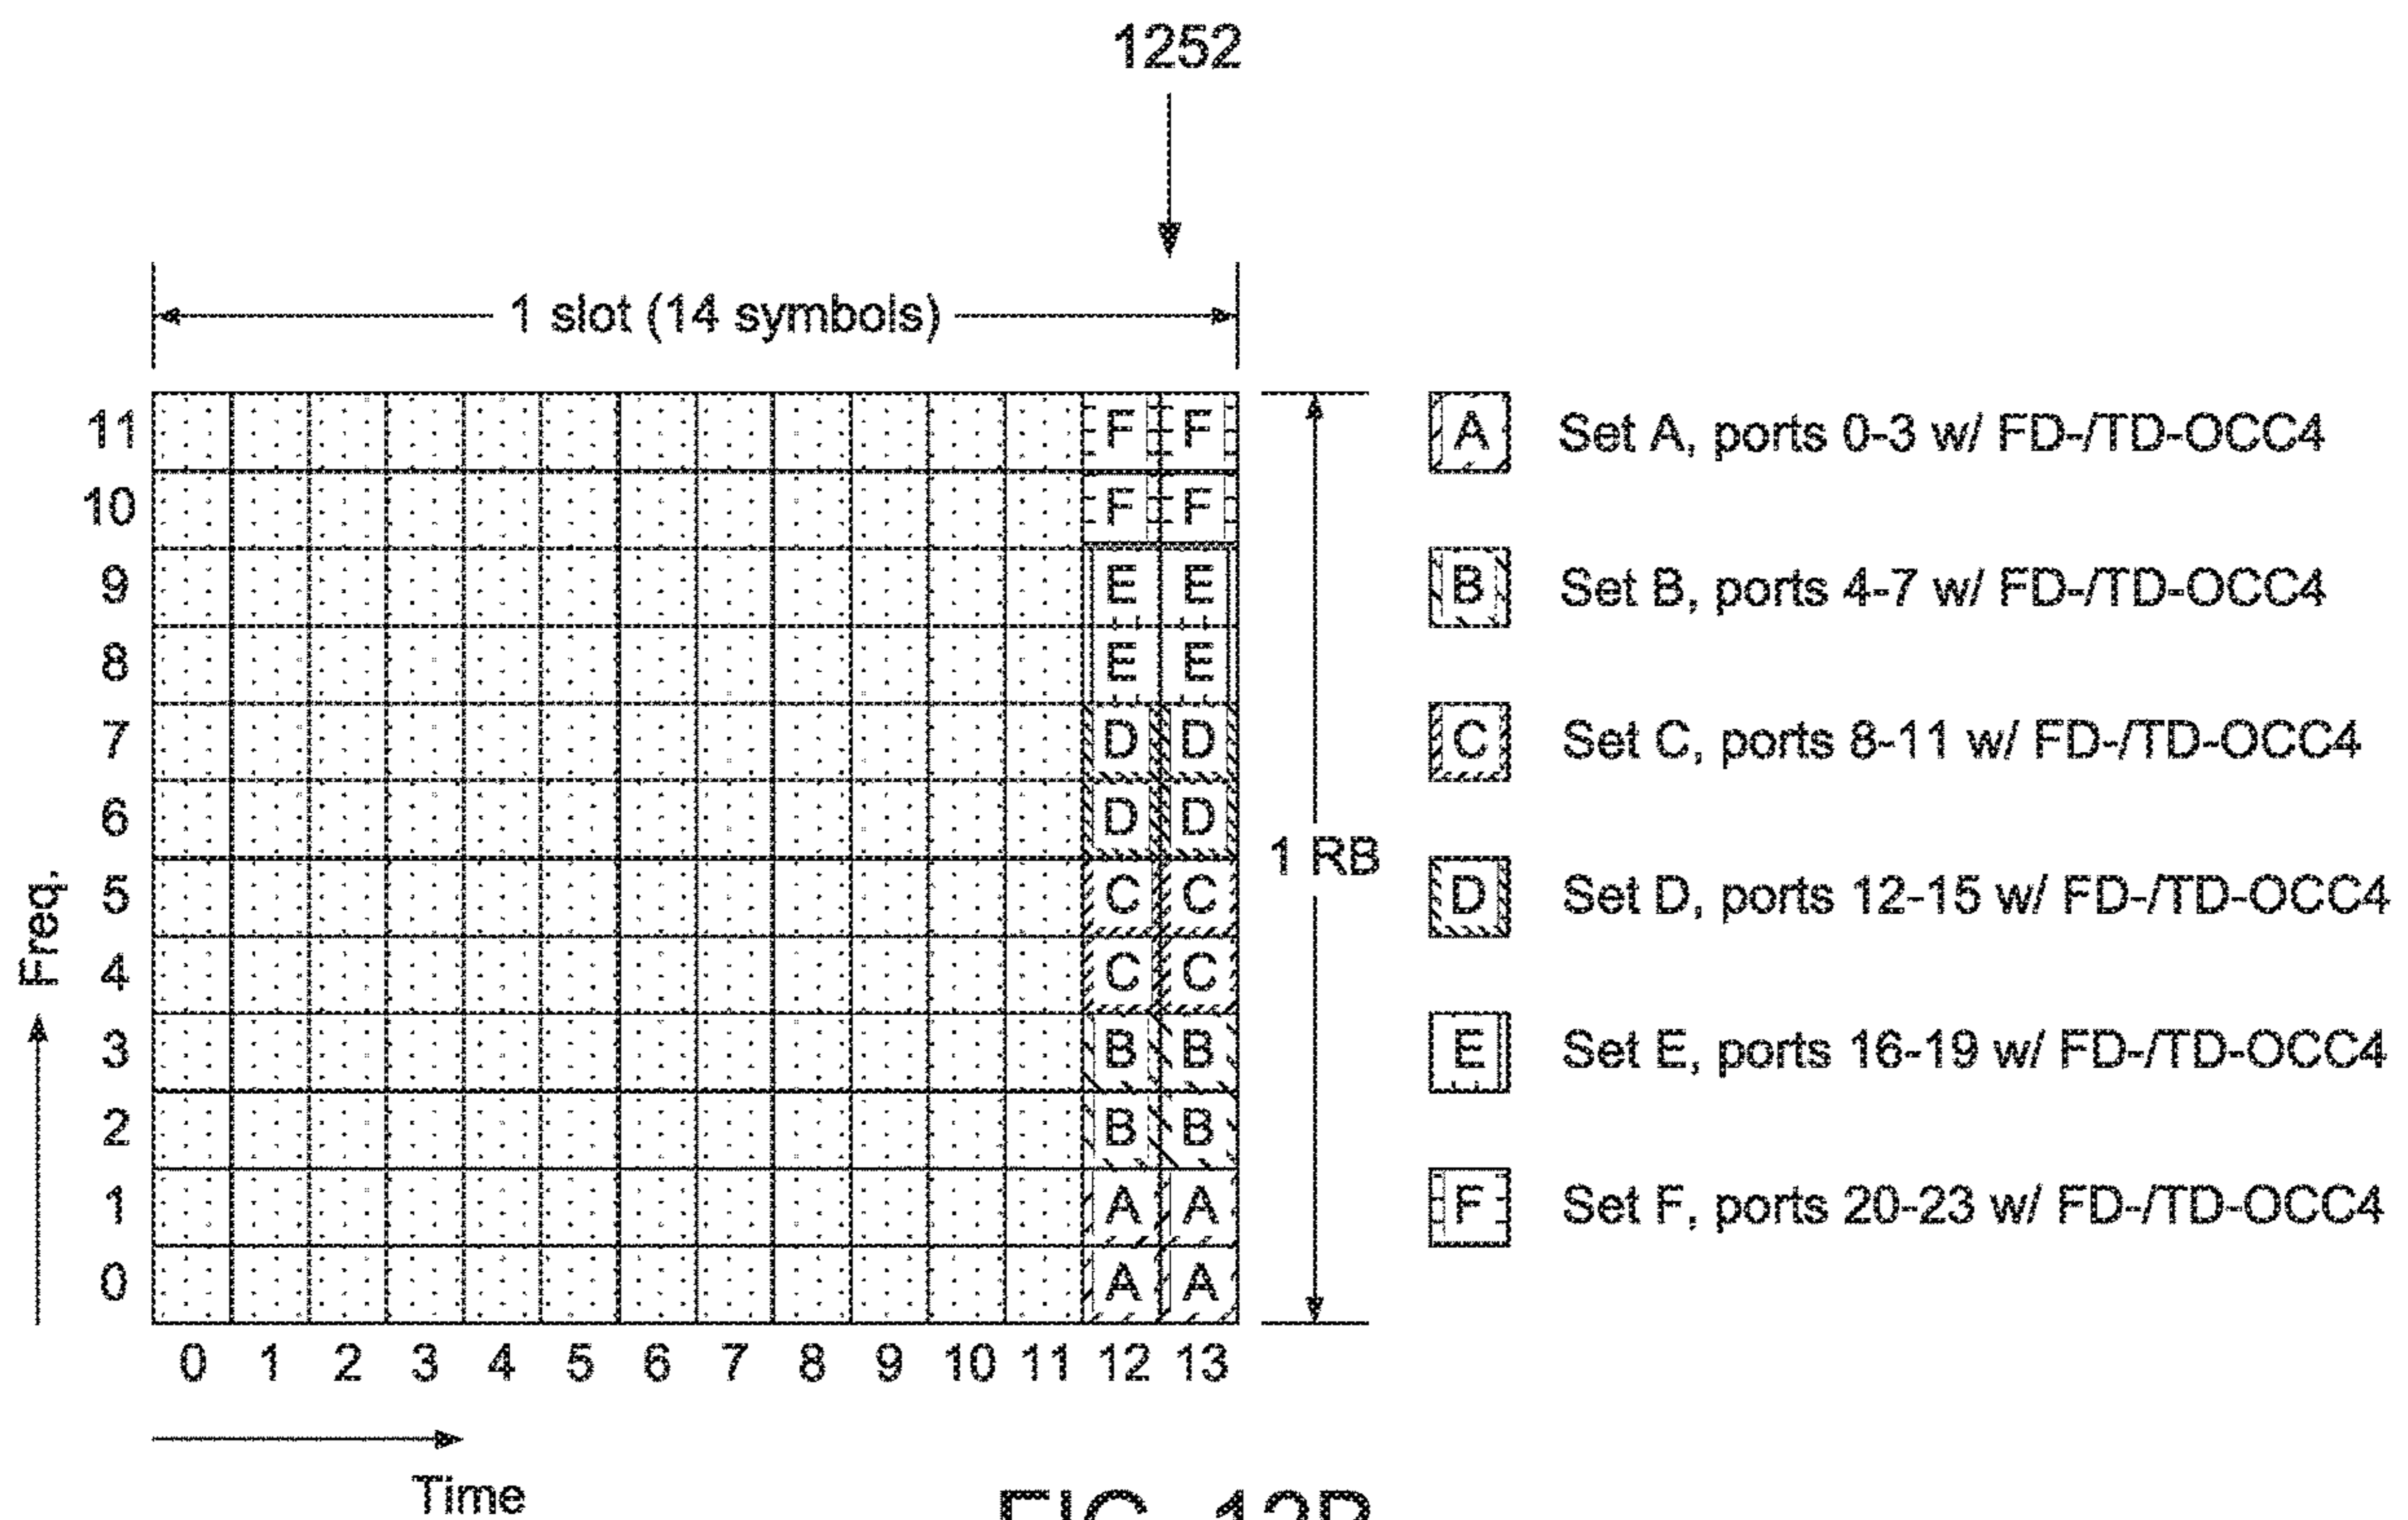 1252
1 slot (14 symbols)
11 F F
10 F F
9 E E
8 E E
7 D D
6 D D
5 C C
4 C C
3 B B
2 B B
1 A A
0 A A
0 1 2 3 4 5 6 7 8 9 10 11 12 13
Freq.
Time
1 RB
A Set A, ports 0-3 w/ FD-/TD-OCC4
B Set B, ports 4-7 w/ FD-/TD-OCC4
C Set C, ports 8-11 w/ FD-/TD-OCC4
D Set D, ports 12-15 w/ FD-/TD-OCC4
E Set E, ports 16-19 w/ FD-/TD-OCC4
F Set F, ports 20-23 w/ FD-/TD-OCC4